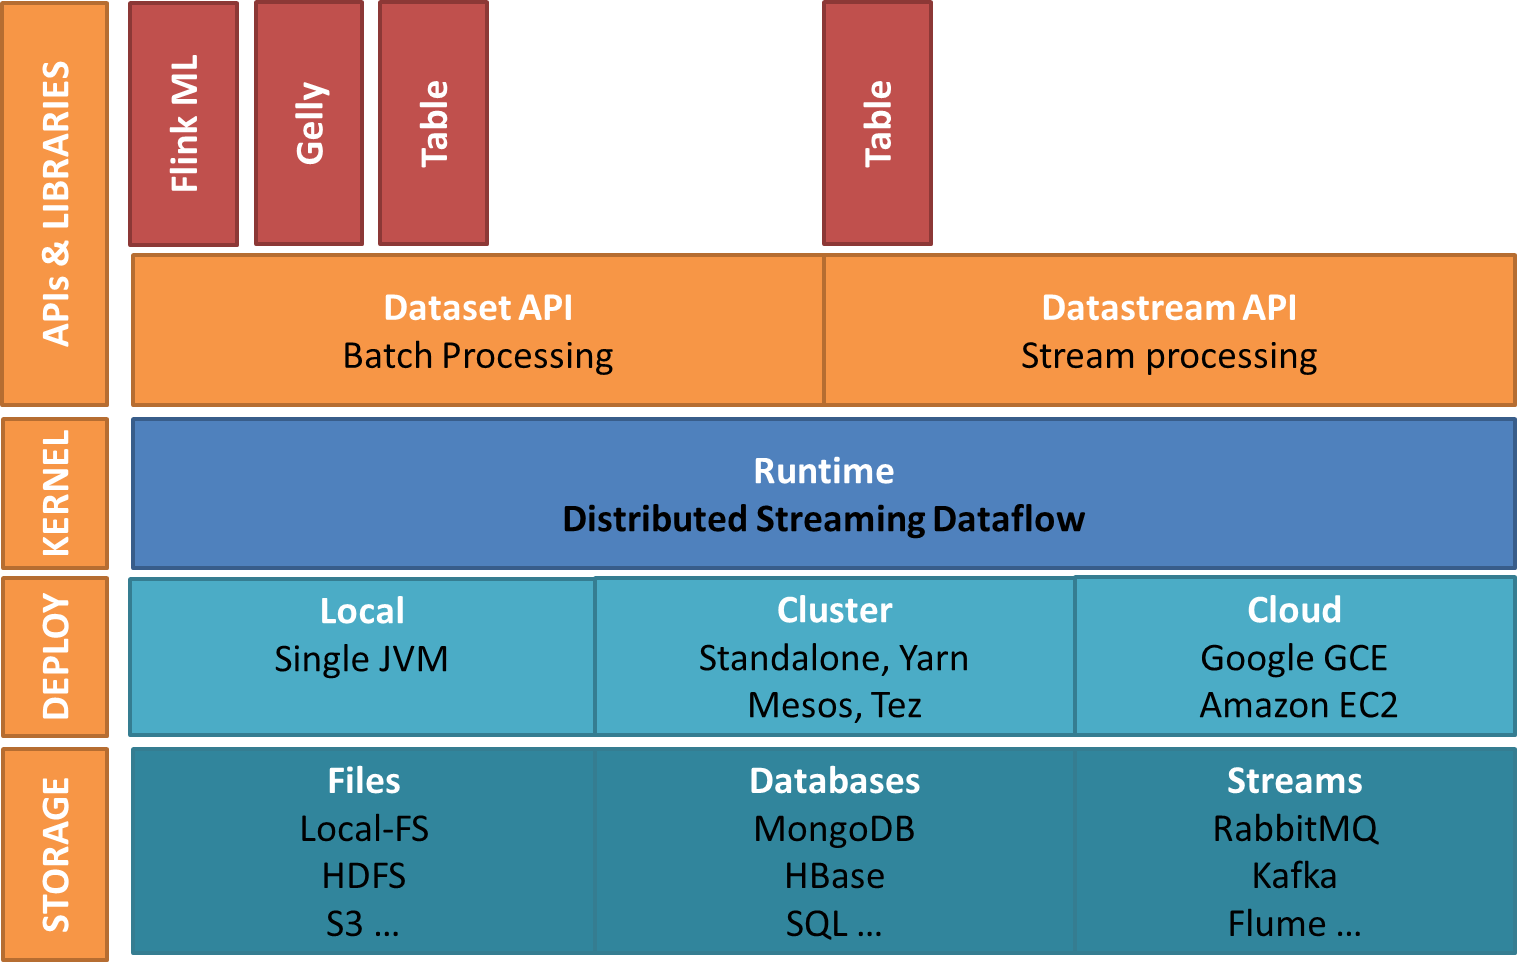 APIs & LIBRARIES
Flink ML
Gelly
Table
Table
Dataset API
Batch Processing
Datastream API
Stream processing
KERNEL
Runtime
Distributed Streaming Dataflow
DEPLOY
Local
Single JVM
Cluster
Standalone, Yarn
Mesos, Tez
Cloud
Google GCE
Amazon EC2
STORAGE
Files
Local-FS
HDFS
S3 ...
Databases
MongoDB
HBase
SQL ...
Streams
RabbitMQ
Kafka
Flume ...